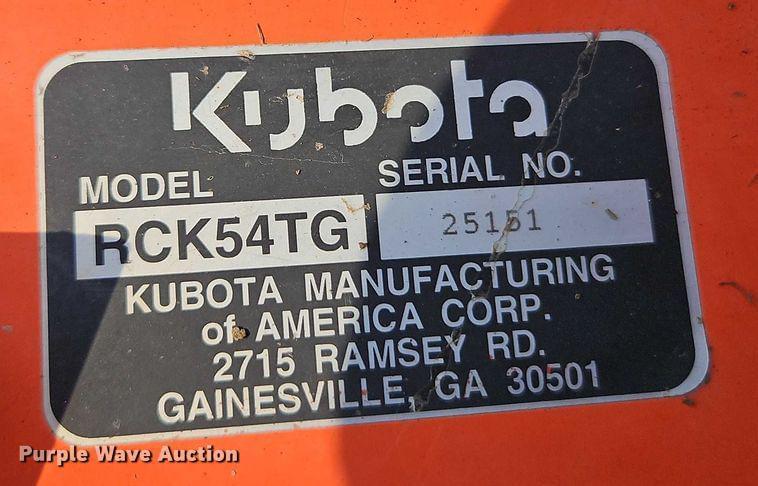 Kubota
MODEL
SERIAL NO.
RCK54TG
25151
KUBOTA MANUFACTURING
of AMERICA CORP.
2715 RAMSEY RD.
GAINESVILLE, GA 30501
Purple Wave Auction